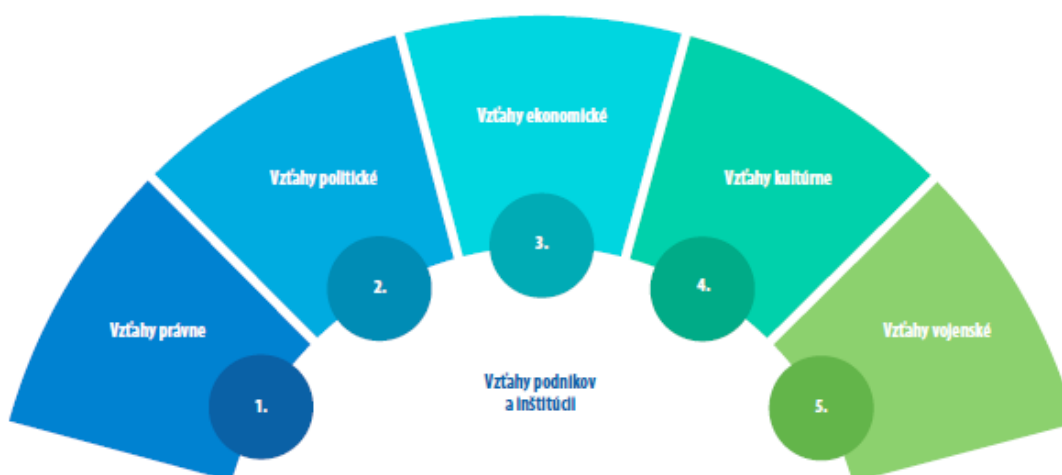 Vzťahy právne
1.
Vzťahy politické
2.
Vzťahy ekonomické
3.
Vzťahy kultúrne
4.
Vzťahy vojenské
5.
Vzťahy podnikov
a inštitúcií